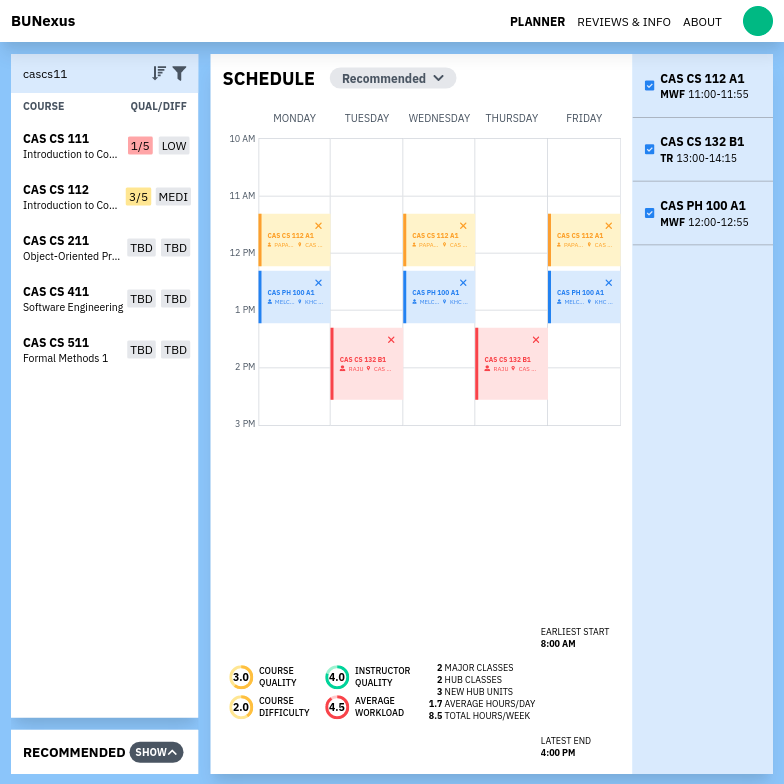 BUNexus
PLANNER REVIEWS & INFO ABOUT
cascs11
COURSE QUAL/DIFF
CAS CS 111
Introduction to Co...
1/5 LOW
CAS CS 112
Introduction to Co...
3/5 MEDI
CAS CS 211
Object-Oriented Pr...
TBD TBD
CAS CS 411
Software Engineering
TBD TBD
CAS CS 511
Formal Methods 1
TBD TBD
RECOMMENDED SHOW
SCHEDULE Recommended
MONDAY TUESDAY WEDNESDAY THURSDAY FRIDAY
10 AM
11 AM
12 PM
1 PM
2 PM
3 PM
CAS CS 112 A1
PAPA... CAS ...
CAS CS 112 A1
PAPA... CAS ...
CAS CS 112 A1
PAPA... CAS ...
CAS PH 100 A1
MELC... KHC ...
CAS PH 100 A1
MELC... KHC ...
CAS PH 100 A1
MELC... KHC ...
CAS CS 132 B1
RAJU CAS ...
CAS CS 132 B1
RAJU CAS ...
3.0 COURSE
QUALITY
4.0 INSTRUCTOR
QUALITY
2.0 COURSE
DIFFICULTY
4.5 AVERAGE
WORKLOAD
2 MAJOR CLASSES
2 HUB CLASSES
3 NEW HUB UNITS
1.7 AVERAGE HOURS/DAY
8.5 TOTAL HOURS/WEEK
EARLIEST START
8:00 AM
LATEST END
4:00 PM
CAS CS 112 A1
MWF 11:00-11:55
CAS CS 132 B1
TR 13:00-14:15
CAS PH 100 A1
MWF 12:00-12:55